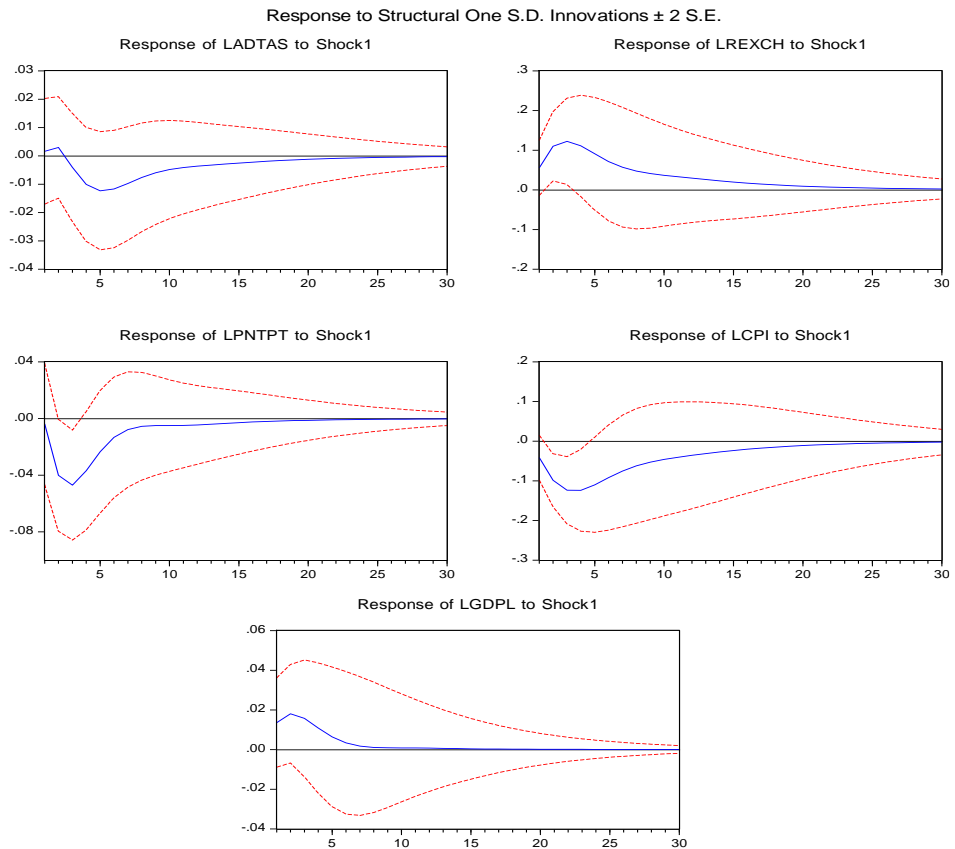 Response to Structural One S.D. Innovations ± 2 S.E.
Response of LADTAS to Shock1
.03
.02
.01
.00
-.01
-.02
-.03
-.04
5 10 15 20 25 30
Response of LREXCH to Shock1
.3
.2
.1
.0
-.1
-.2
5 10 15 20 25 30
Response of LPNTPT to Shock1
.04
.00
-.04
-.08
5 10 15 20 25 30
Response of LCPI to Shock1
.2
.1
.0
-.1
-.2
-.3
5 10 15 20 25 30
Response of LGDPL to Shock1
.06
.04
.02
.00
-.02
-.04
5 10 15 20 25 30